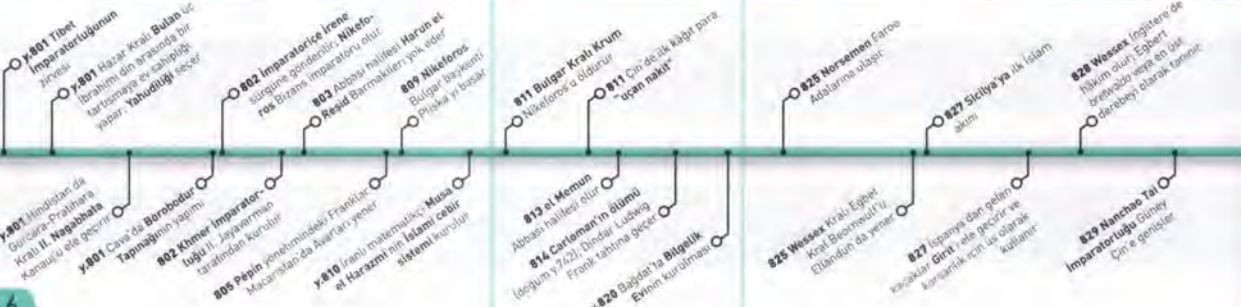 y.801 Tibet
İmparatorluğunun
zirvesi
y.801 Hazar Kralı Bulan üç
İbrahimi din arasında bir
tartışmaya ev sahipliği
yapar; Yahudiliği seçer
802 İmparatoriçe İrene
sürgüne gönderilir, Nikefo-
ros Bizans imparatoru olur
803 Abbasi halifesi Harun el
Reşid Barmakileri yok eder
809 Nikeforos
Bulgar başkenti
Pliska'yı basar
811 Bulgar Kralı Krum
Nikeforos'u öldürür
811 Çin'de ilk kâğıt para
"uçan nakit"
825 Norsemen Faroe
Adalarına ulaşır
827 Sicilya'ya ilk İslam
akını
828 Wessex İngiltere'de
hâkim olur; Egbert
bretwalda veya en üst
derebeyi olarak tanınır
y.801 Hindistan'da
Gurcara-Pratihara
Kralı II. Nagabhata
Kanauj'u ele geçirir
y.801 Cava'da Borobodur
Tapınağının yapımı
802 Khmer İmparator-
luğu II. Jayavarman
tarafından kurulur
805 Pépin yönetimindeki Franklar
Macaristan'da Avarları yener
y.810 İranlı matematikçi Musa
el Harazmi'nin İslami cebir
sistemi kurulur
813 el Memun
Abbasi halifesi olur
814 Carloman'ın ölümü
(doğum y.742); Dindar Ludwig
Frank tahtına geçer
y.820 Bağdat'ta Bilgelik
Evinin kurulması
825 Wessex Kralı Egbet
Kral Beornwulf'u
Ellandun'da yener
827 İspanya'dan gelen
kaçaklar Girit'i ele geçirir ve
korsanlık için üs olarak
kullanır
829 Nanchao Tai
İmparatorluğu Güney
Çin'e genişler